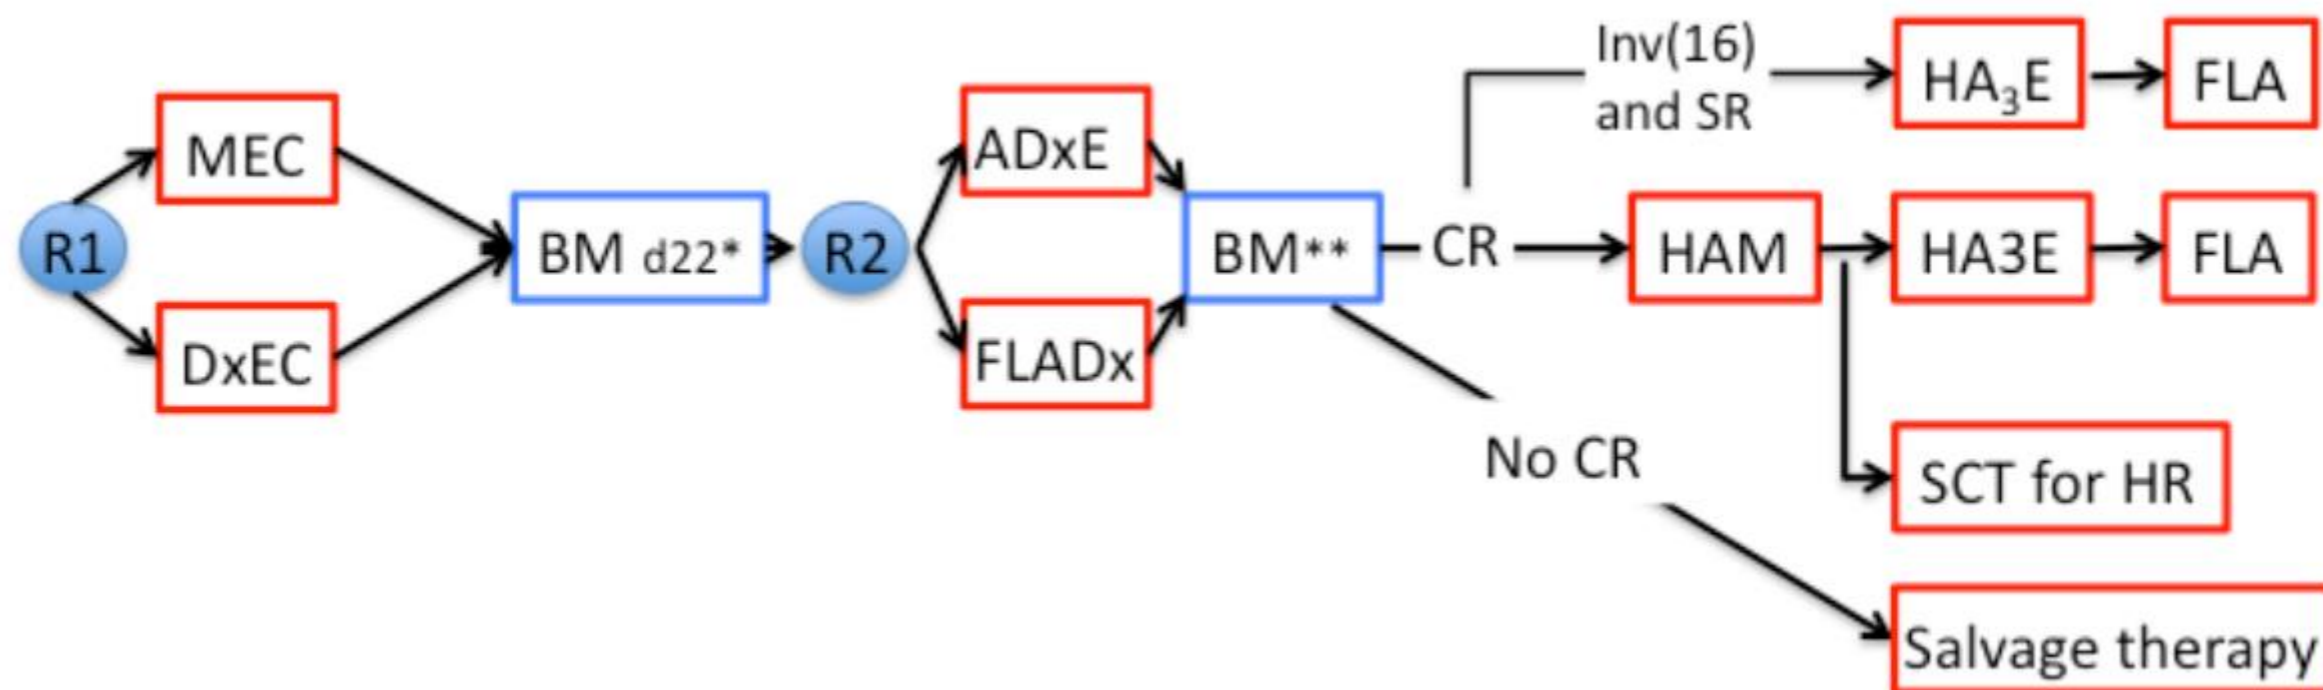 R1
MEC
DxEC
BM d22*
R2
ADxE
FLADx
BM**
CR
Inv(16)
and SR
HA₃E
FLA
HAM
HA3E
FLA
SCT for HR
No CR
Salvage therapy